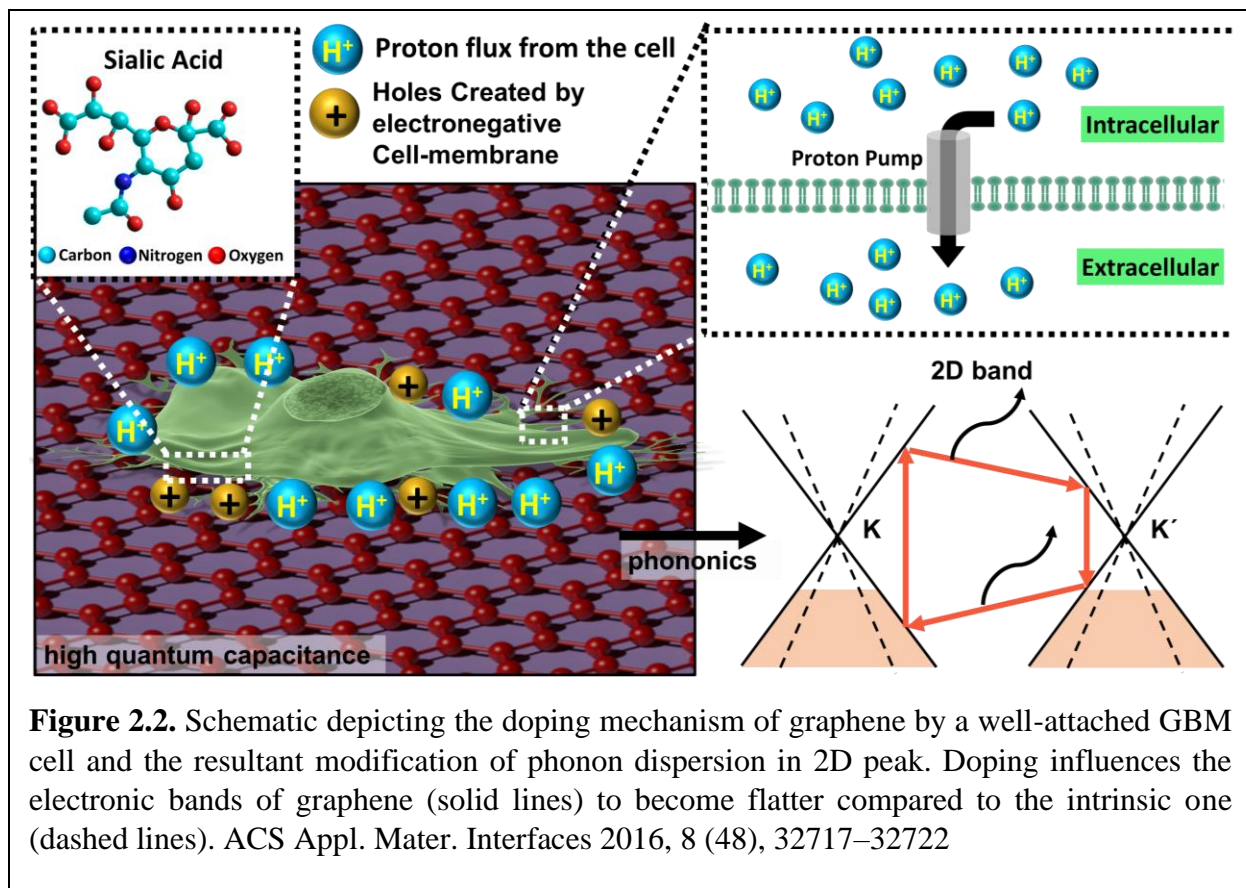 Sialic Acid
Carbon Nitrogen Oxygen
H+ Proton flux from the cell
+ Holes Created by
electronegative
Cell-membrane
H+ H+ H+ H+ H+
H+ H+ H+
Intracellular
Proton Pump
H+ H+ H+
H+ H+ H+
Extracellular
H+ H+
+ H+
H+ +
H+
+ + H+ H+ + H+ H+
high quantum capacitance
phononics
2D band
K K´
Figure 2.2. Schematic depicting the doping mechanism of graphene by a well-attached GBM
cell and the resultant modification of phonon dispersion in 2D peak. Doping influences the
electronic bands of graphene (solid lines) to become flatter compared to the intrinsic one
(dashed lines). ACS Appl. Mater. Interfaces 2016, 8 (48), 32717–32722